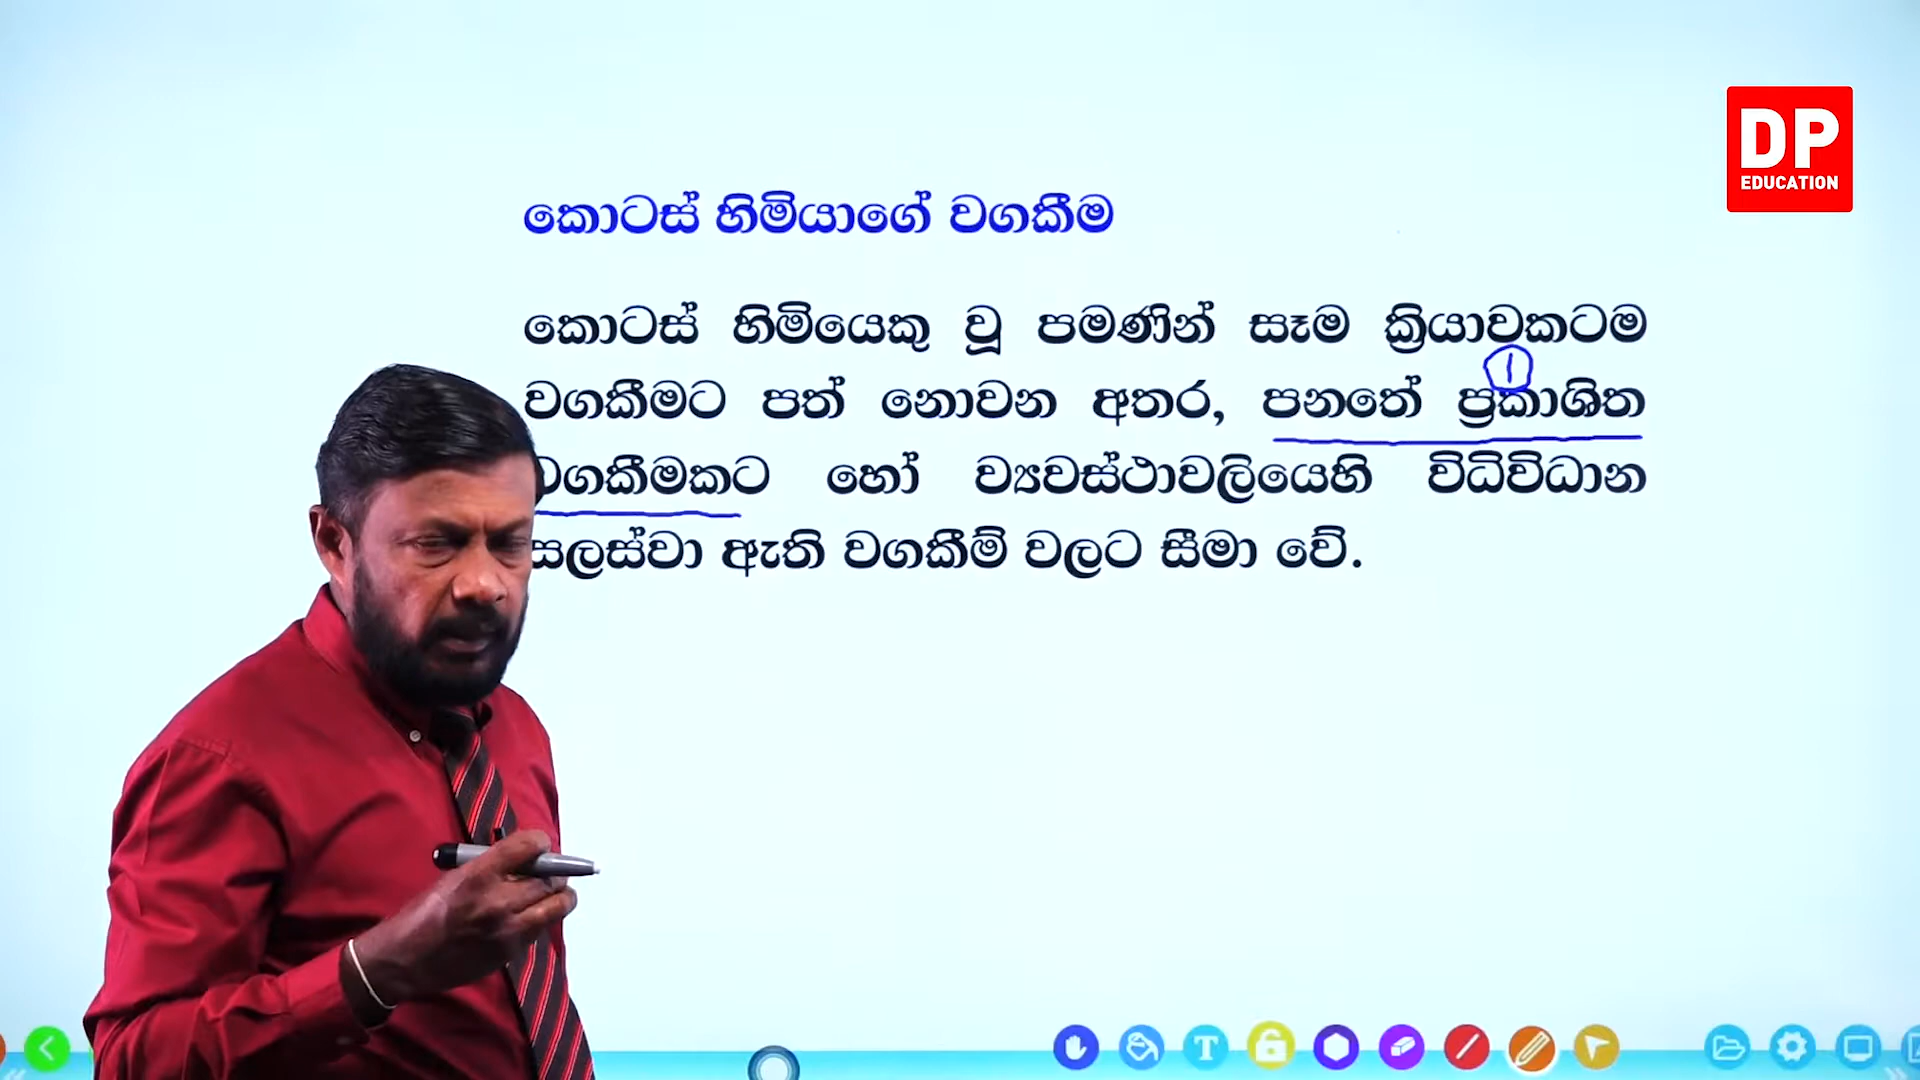 DP
EDUCATION
කොටස් හිමියාගේ වගකීම
කොටස් හිමියෙකු වූ පමණින් සෑම ක්‍රියාවකටම
1
වගකීමට පත් නොවන අතර, පනතේ ප්‍රකාශිත
වගකීමකට හෝ ව්‍යවස්ථාවලියෙහි විධිවිධාන
සලස්වා ඇති වගකීම් වලට සීමා වේ.
T